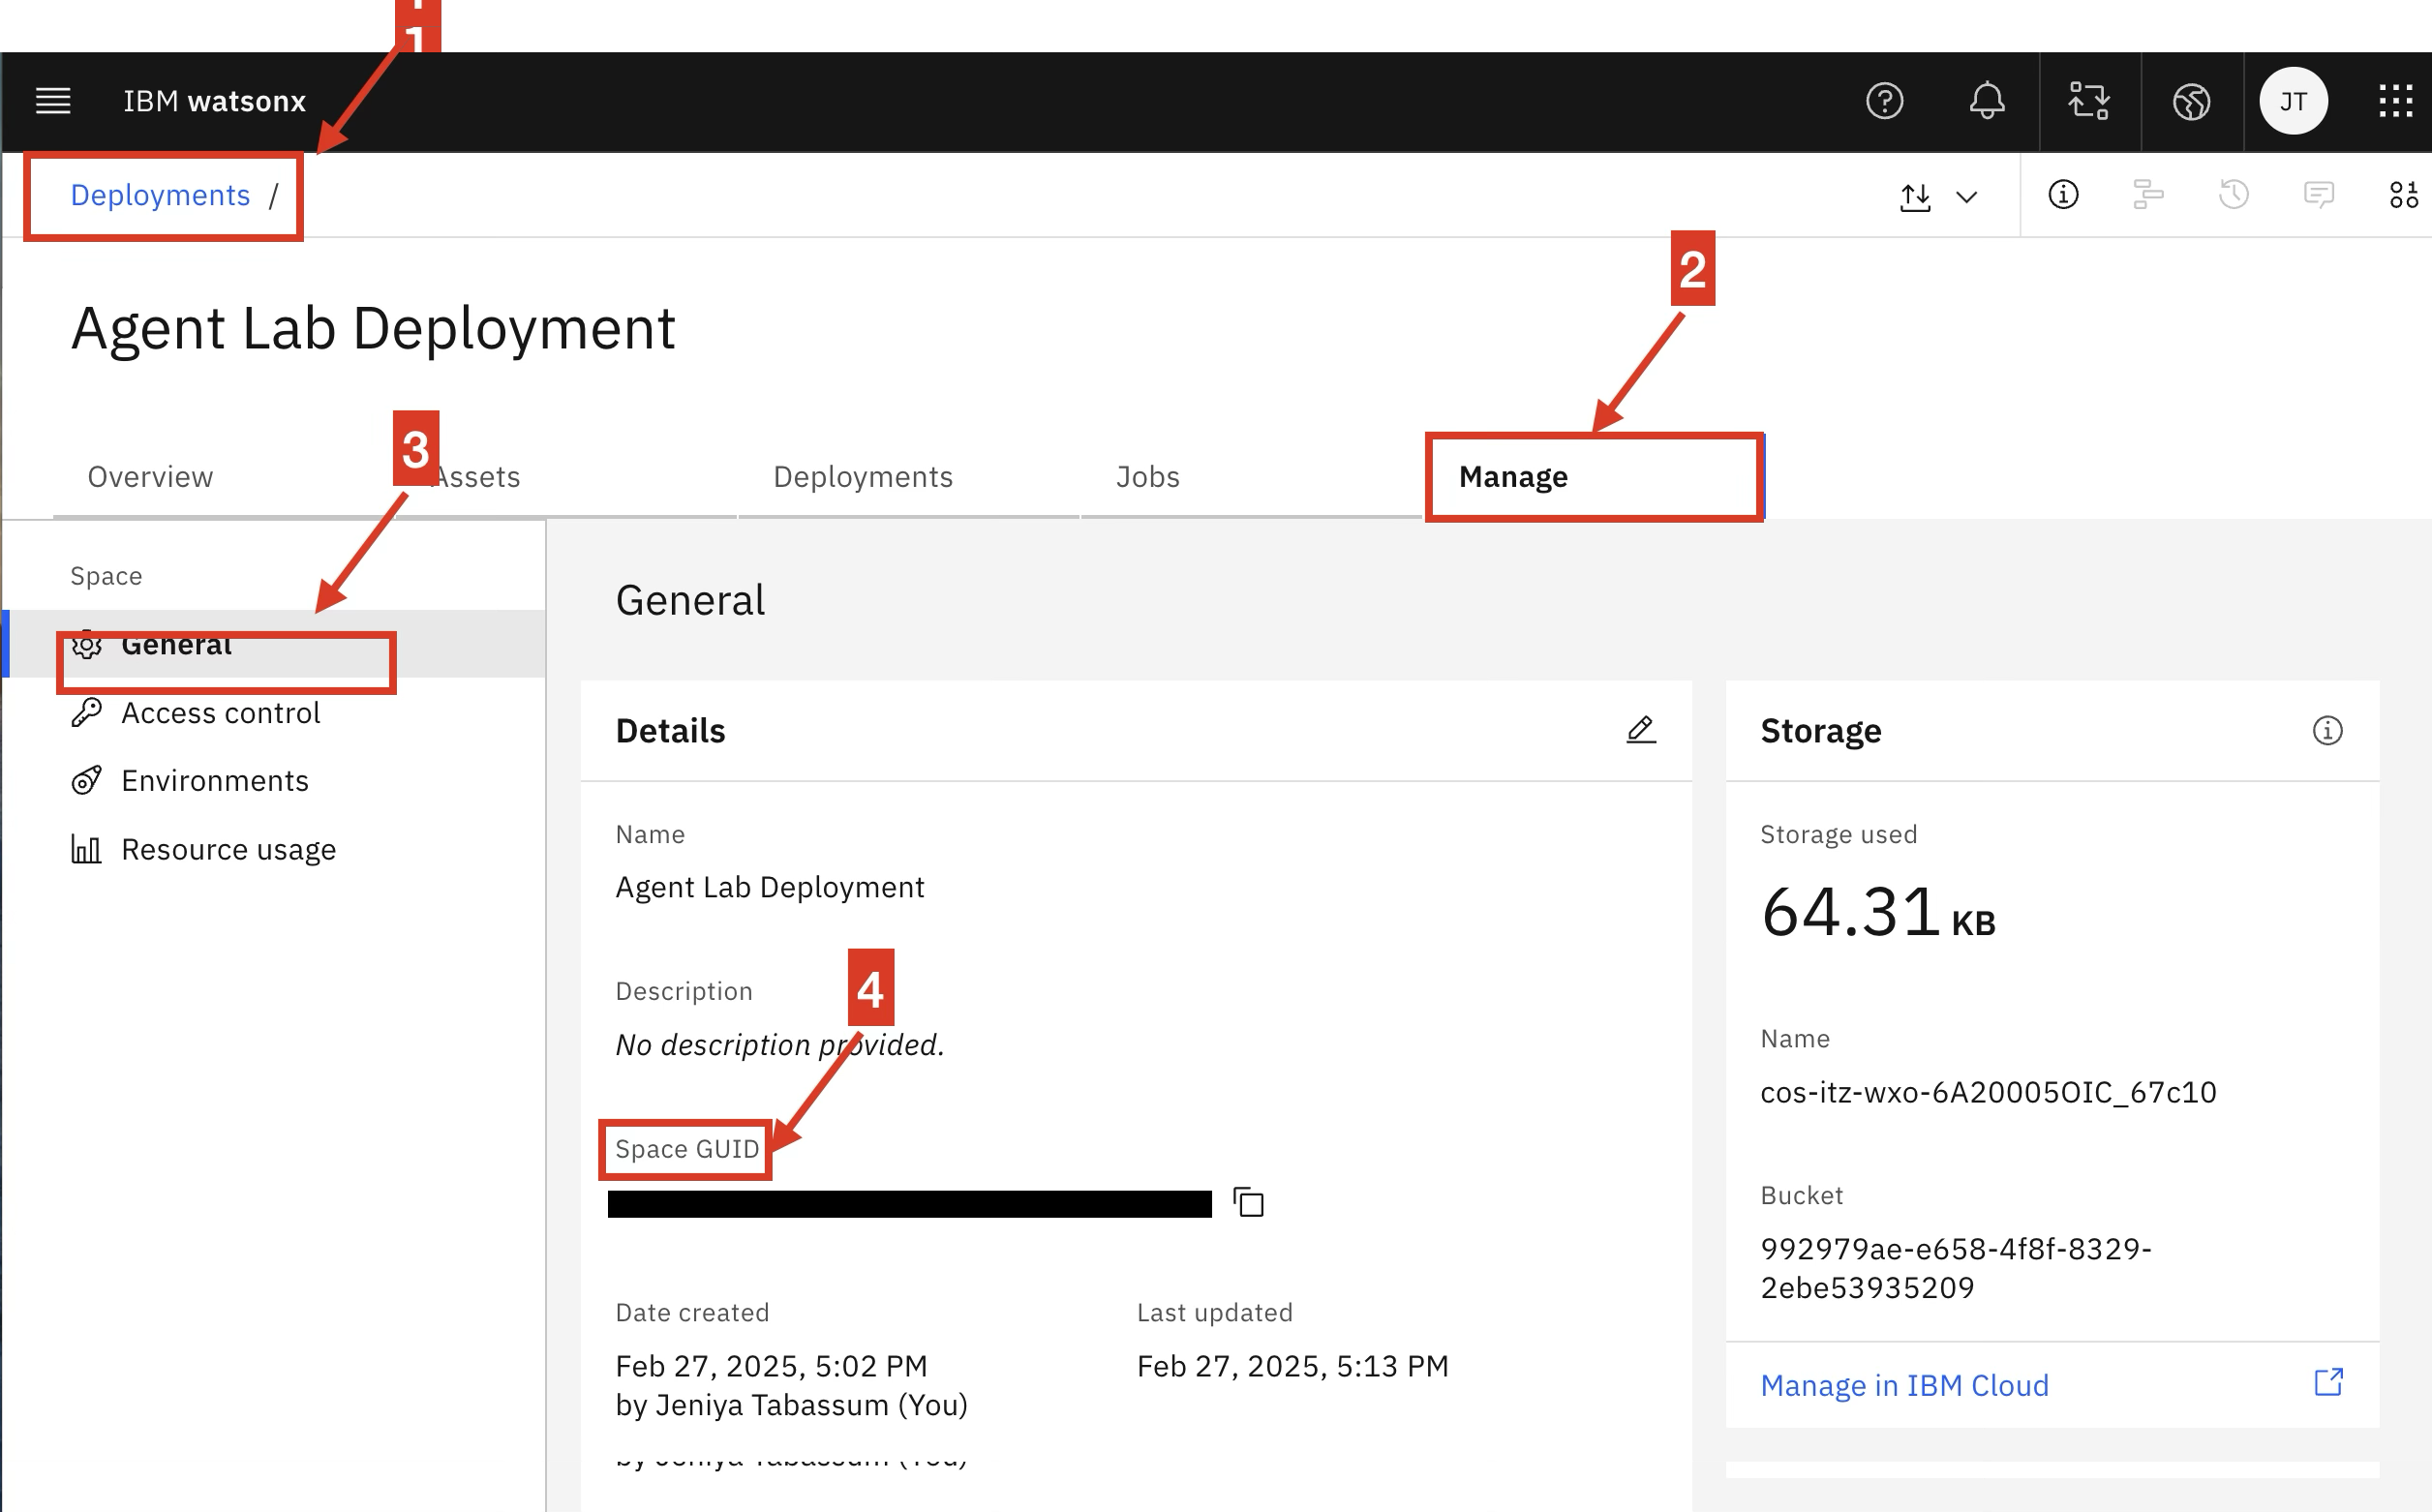 1
IBM watsonx
JT
Deployments /
2
Agent Lab Deployment
3
Overview
Assets
Deployments
Jobs
Manage
Space
General
Access control
Environments
Resource usage
General
Details
Name
Agent Lab Deployment
Description
4
No description provided.
Space GUID
Date created
Feb 27, 2025, 5:02 PM
by Jeniya Tabassum (You)
by Jeniya Tabassum (You)
Last updated
Feb 27, 2025, 5:13 PM
Storage
Storage used
64.31 KB
Name
cos-itz-wxo-6A20005OIC_67c10
Bucket
992979ae-e658-4f8f-8329-
2ebe53935209
Manage in IBM Cloud